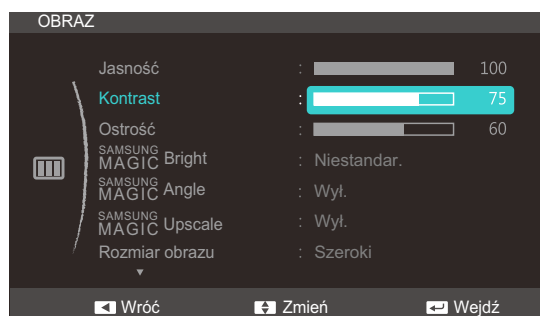 OBRAZ
Jasność : 100
Kontrast : 75
Ostrość : 60
SAMSUNG MAGIC Bright : Niestandar.
SAMSUNG MAGIC Angle : Wył.
SAMSUNG MAGIC Upscale : Wył.
Rozmiar obrazu : Szeroki
Wróć Zmień Wejdź